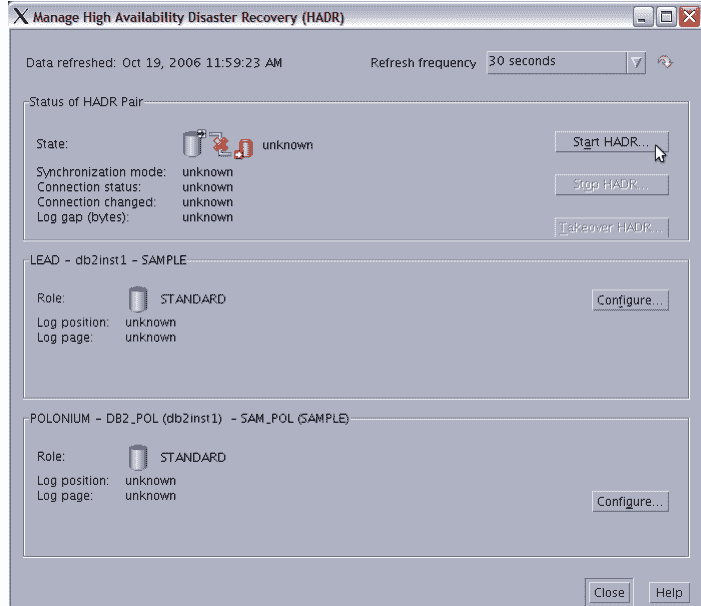 Manage High Availability Disaster Recovery (HADR)
Data refreshed: Oct 19, 2006 11:59:23 AM Refresh frequency 30 seconds
Status of HADR Pair
State: unknown Start HADR...
Synchronization mode: unknown
Connection status: unknown Stop HADR...
Connection changed: unknown
Log gap (bytes): unknown
Takeover HADR...
LEAD - db2inst1 - SAMPLE
Role: STANDARD Configure...
Log position: unknown
Log page: unknown
POLONIUM - DB2_POL (db2inst1) - SAM_POL (SAMPLE)
Role: STANDARD
Log position: unknown
Log page: unknown Configure...
Close Help